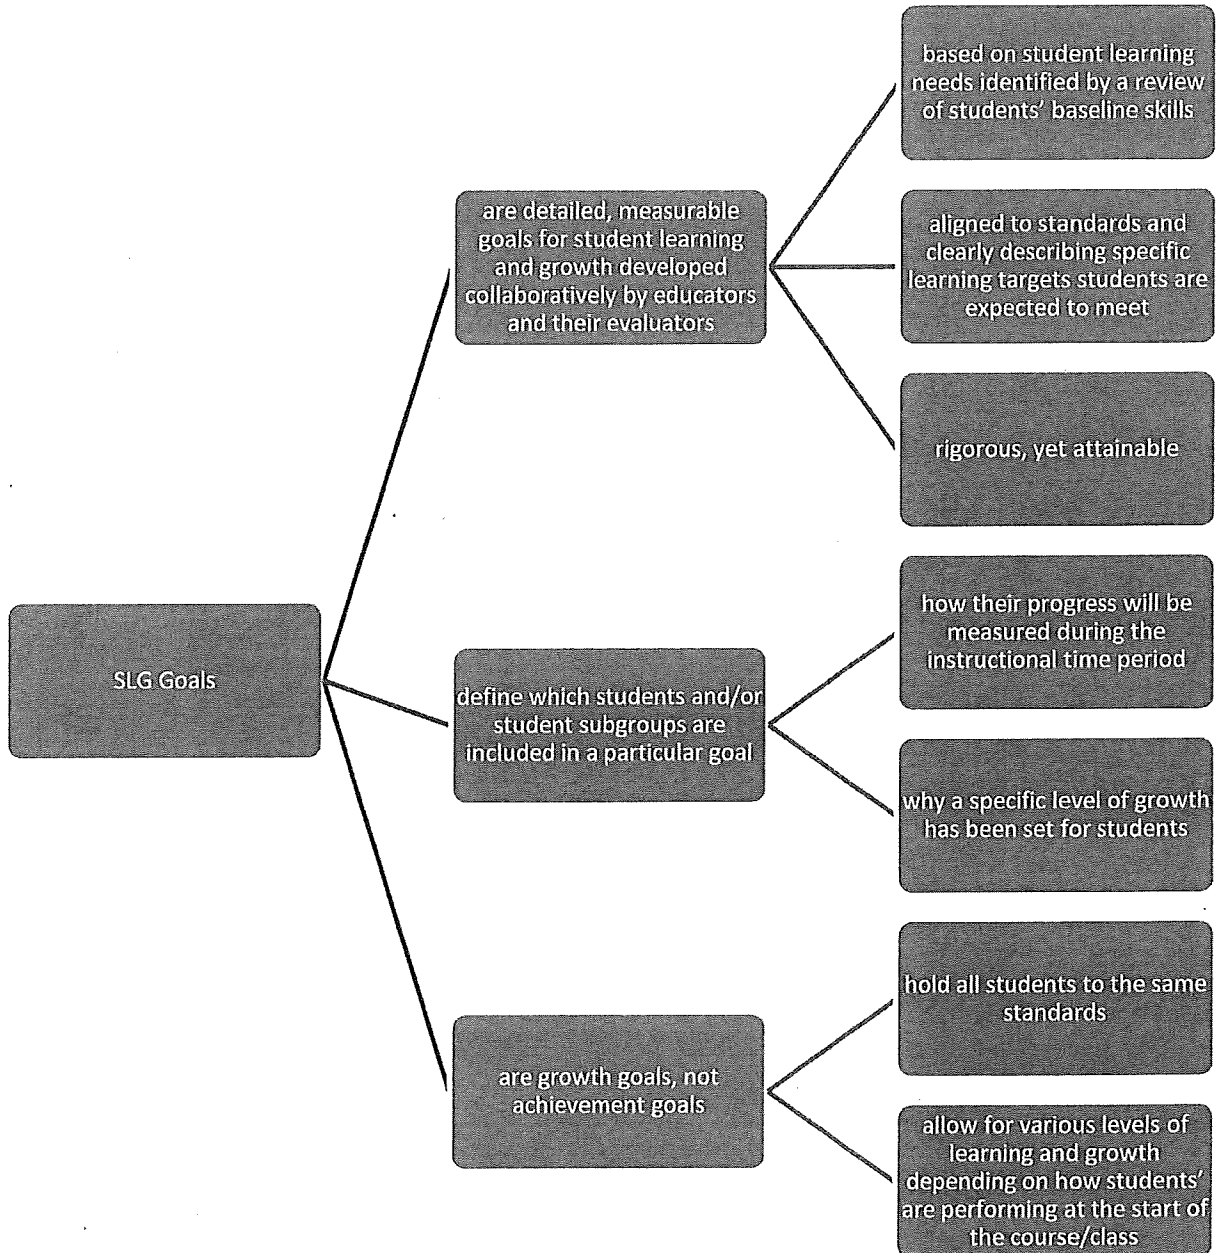 based on student learning
needs identified by a review
of students' baseline skills
are detailed, measurable
goals for student learning
and growth developed
collaboratively by educators
and their evaluators
aligned to standards and
clearly describing specific
learning targets students are
expected to meet
rigorous, yet attainable
SLG Goals
define which students and/or
student subgroups are
included in a particular goal
how their progress will be
measured during the
instructional time period
why a specific level of growth
has been set for students
are growth goals, not
achievement goals
hold all students to the same
standards
allow for various levels of
learning and growth
depending on how students'
are performing at the start of
the course/class